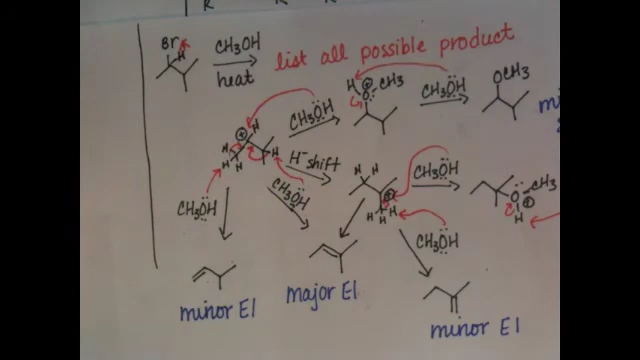 R R
Br H CH3OH
heat
list all possible product
H ⊕ CH3
O
CH3ÖH
OCH3
⊕ H
CH3ÖH
H
H H
H⁻ shift
H H
CH3ÖH
CH3ÖH
CH3ÖH
⊕
H H H
O CH3
⊕
H
CH3ÖH
minor E1
major E1
minor E1